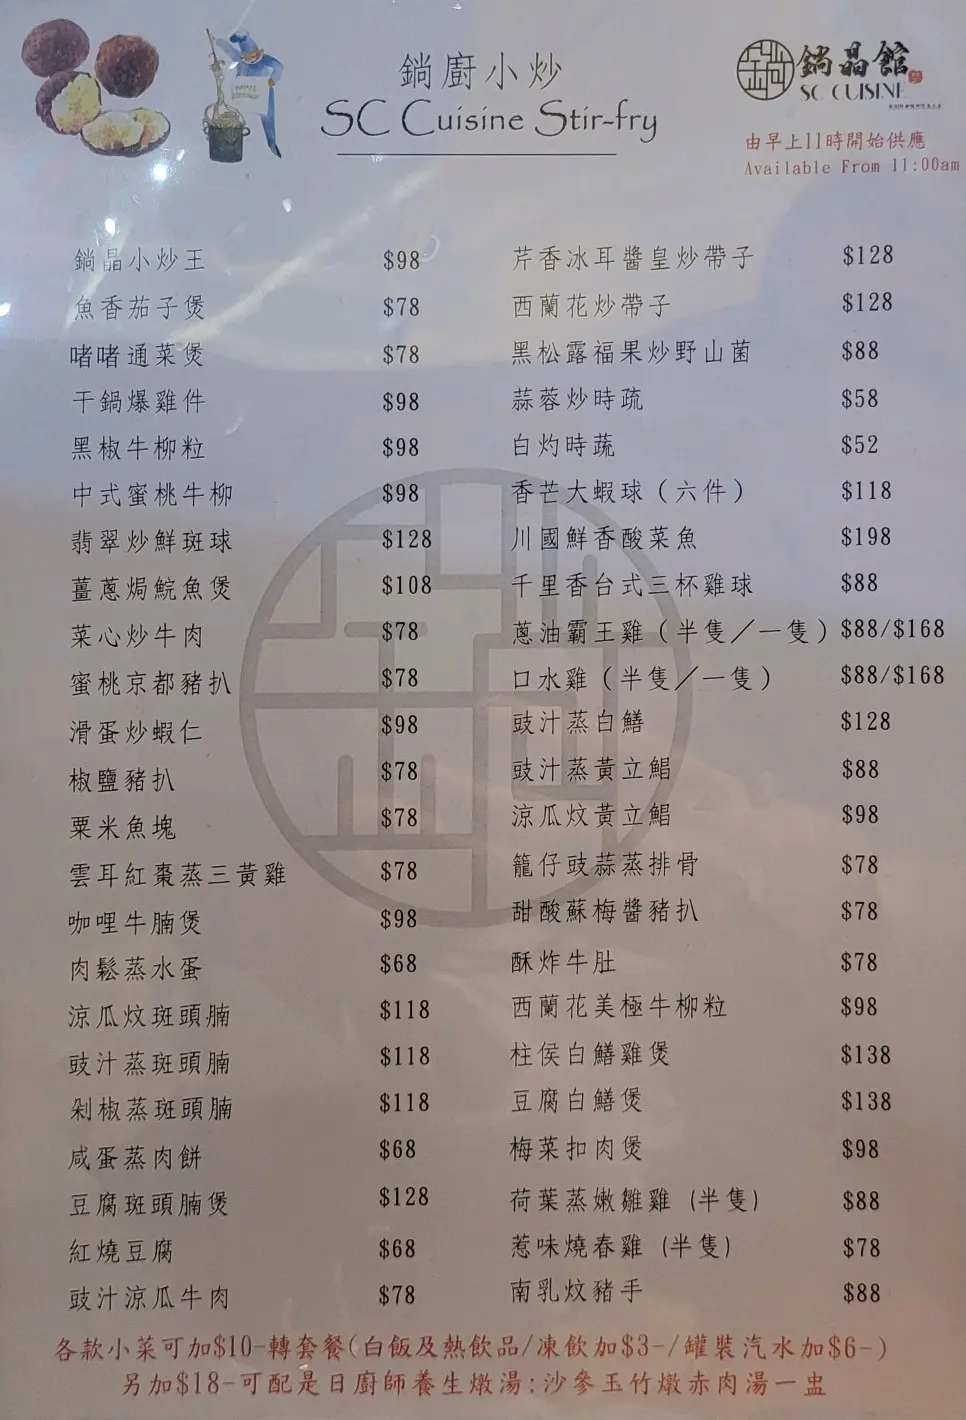 鎬廚小炒
SC Cuisine Stir-fry
鎬晶館
SC CUISINE
由早上11時開始供應
Available From 11:00am
鎬晶小炒王 $98
魚香茄子煲 $78
啫啫通菜煲 $78
干鍋爆雞件 $98
黑椒牛柳粒 $98
中式蜜桃牛柳 $98
翡翠炒鮮斑球 $128
薑蔥焗鯇魚煲 $108
菜心炒牛肉 $78
蜜桃京都豬扒 $78
滑蛋炒蝦仁 $98
椒鹽豬扒 $78
粟米魚塊 $78
雲耳紅棗蒸三黃雞 $78
咖哩牛腩煲 $98
肉鬆蒸水蛋 $68
涼瓜炆斑頭腩 $118
豉汁蒸斑頭腩 $118
剁椒蒸斑頭腩 $118
咸蛋蒸肉餅 $68
豆腐斑頭腩煲 $128
紅燒豆腐 $68
豉汁涼瓜牛肉 $78
芹香冰耳醬皇炒帶子 $128
西蘭花炒帶子 $128
黑松露福果炒野山菌 $88
蒜蓉炒時疏 $58
白灼時蔬 $52
香芒大蝦球（六件） $118
川國鮮香酸菜魚 $198
千里香台式三杯雞球 $88
蔥油霸王雞（半隻／一隻） $88/$168
口水雞（半隻／一隻） $88/$168
豉汁蒸白鱔 $128
豉汁蒸黃立鯧 $88
涼瓜炆黃立鯧 $98
籠仔豉蒜蒸排骨 $78
甜酸蘇梅醬豬扒 $78
酥炸牛肚 $78
西蘭花美極牛柳粒 $98
柱侯白鱔雞煲 $138
豆腐白鱔煲 $138
梅菜扣肉煲 $98
荷葉蒸嫩雛雞 (半隻) $88
惹味燒春雞 (半隻) $78
南乳炆豬手 $88
各款小菜可加$10-轉套餐(白飯及熱飲品/凍飲加$3-/罐裝汽水加$6-)
另加$18-可配是日廚師養生燉湯:沙參玉竹燉赤肉湯一盅